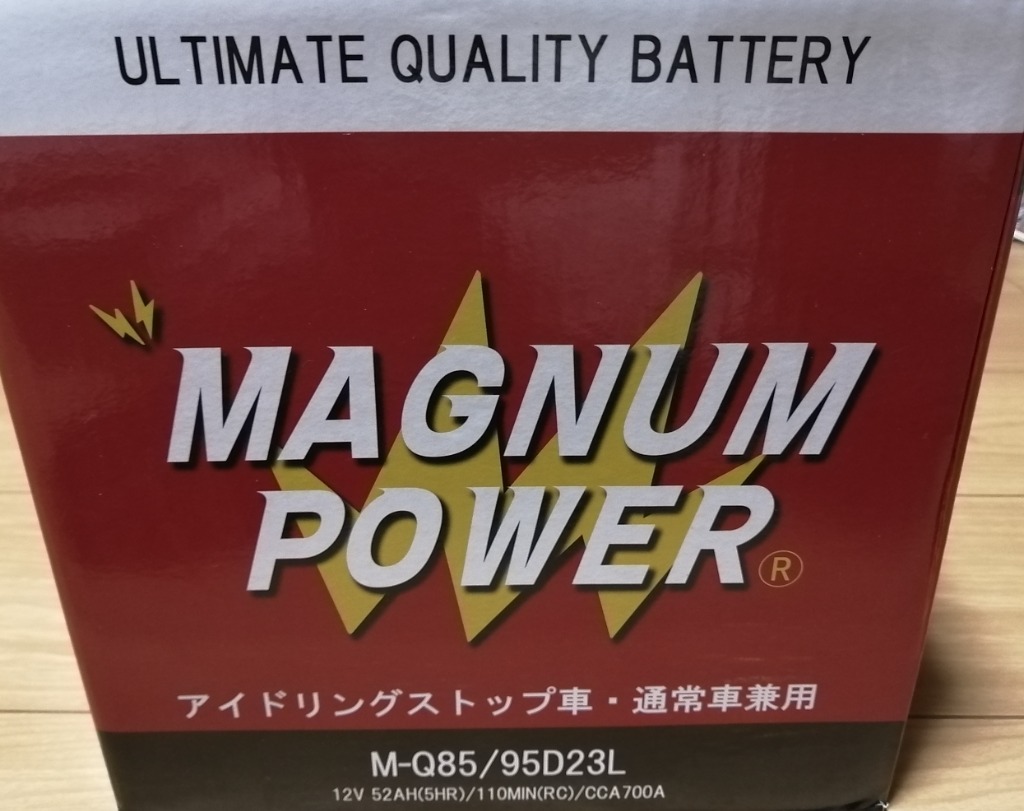 ULTIMATE QUALITY BATTERY
MAGNUM
POWER®
アイドリングストップ車・通常車兼用
M-Q85/95D23L
12V 52AH(5HR)/110MIN(RC)/CCA700A